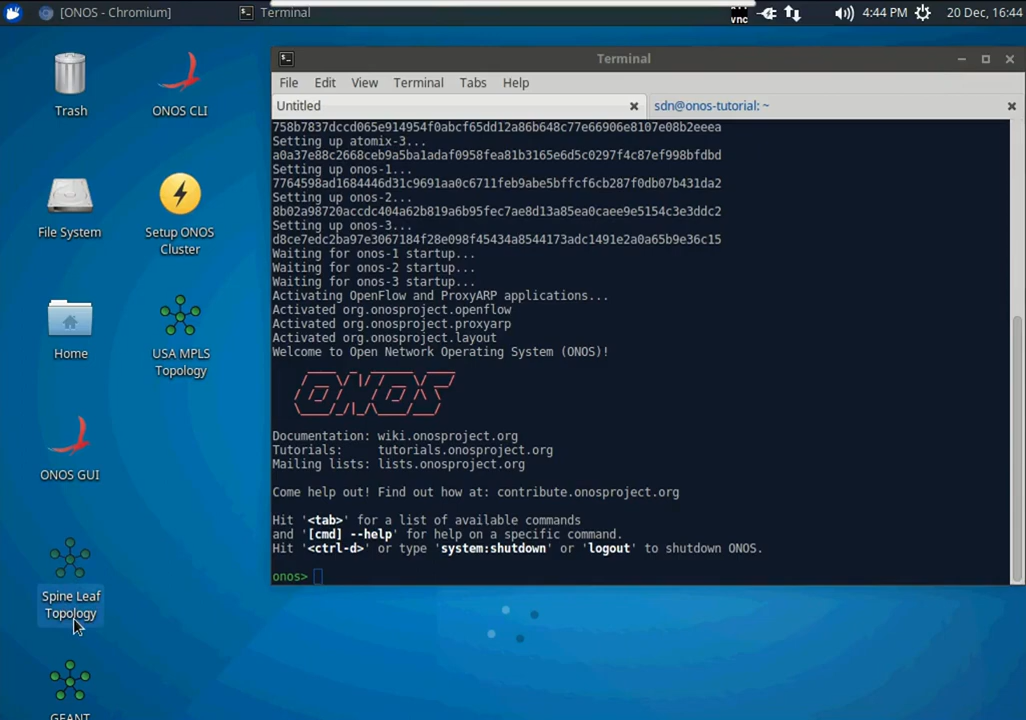 [ONOS - Chromium]
Terminal
vnc
4:44 PM
20 Dec, 16:44
Trash
ONOS CLI
File System
Setup ONOS
Cluster
Home
USA MPLS
Topology
ONOS GUI
Spine Leaf
Topology
GEANT
Terminal
File Edit View Terminal Tabs Help
Untitled
sdn@onos-tutorial: ~
758b7837dccd065e914954f0abcf65dd12a86b648c77e66906e8107e08b2eeea
Setting up atomix-3...
a0a37e88c2668ceb9a5ba1adaf0958fea81b3165e6d5c0297f4c87ef998bfdbd
Setting up onos-1...
7764598ad1684446d31c9691aa0c6711feb9abe5bffcf6cb287f0db07b431da2
Setting up onos-2...
8b02a98720accdc404a62b819a6b95fec7ae8d13a85ea0caee9e5154c3e3ddc2
Setting up onos-3...
d8ce7edc2ba97e3067184f28e098f45434a8544173adc1491e2a0a65b9e36c15
Waiting for onos-1 startup...
Waiting for onos-2 startup...
Waiting for onos-3 startup...
Activating OpenFlow and ProxyARP applications...
Activated org.onosproject.openflow
Activated org.onosproject.proxyarp
Activated org.onosproject.layout
Welcome to Open Network Operating System (ONOS)!
ONOS
Documentation: wiki.onosproject.org
Tutorials: tutorials.onosproject.org
Mailing lists: lists.onosproject.org
Come help out! Find out how at: contribute.onosproject.org
Hit '<tab>' for a list of available commands
and '[cmd] --help' for help on a specific command.
Hit '<ctrl-d>' or type 'system:shutdown' or 'logout' to shutdown ONOS.
onos>